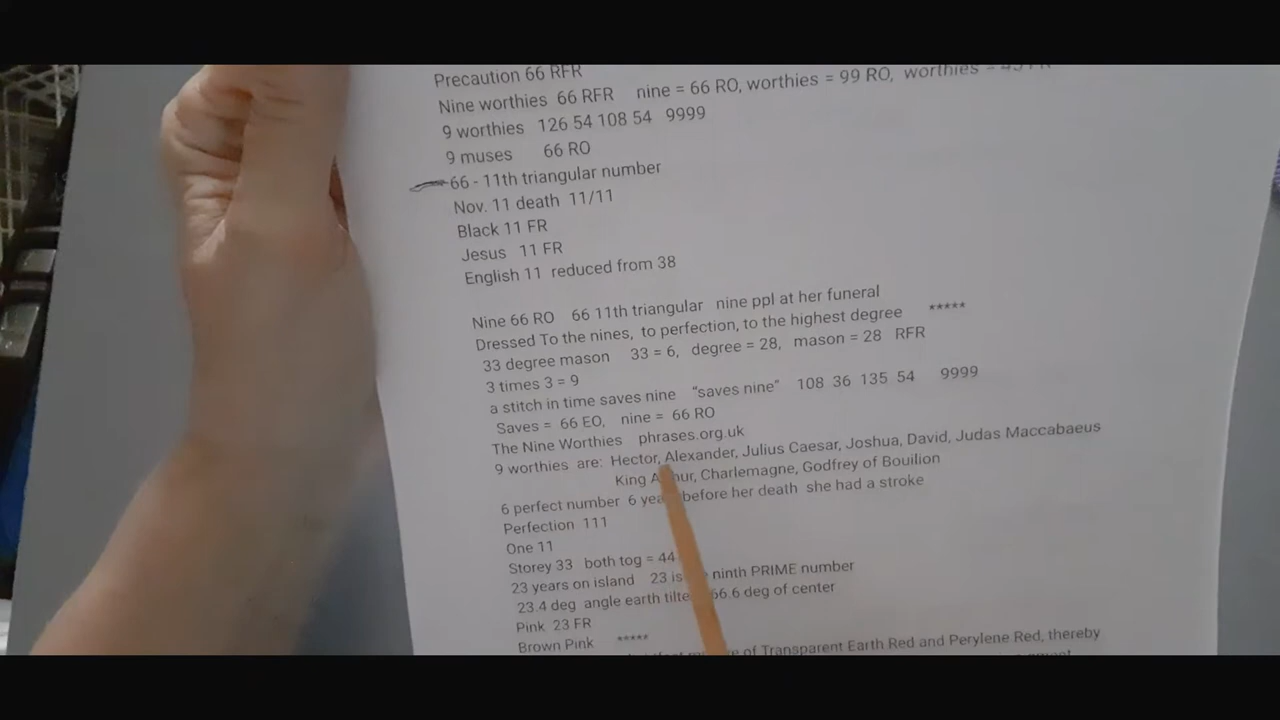 Precaution 66 RFR
Nine worthies 66 RFR nine = 66 RO, worthies = 99 RO, worthies =
9 worthies 126 54 108 54 9999
9 muses 66 RO
66 - 11th triangular number
Nov. 11 death 11/11
Black 11 FR
Jesus 11 FR
English 11 reduced from 38
Nine 66 RO 66 11th triangular nine ppl at her funeral
Dressed To the nines, to perfection, to the highest degree *****
33 degree mason 33 = 6, degree = 28, mason = 28 RFR
3 times 3 = 9
a stitch in time saves nine "saves nine" 108 36 135 54 9999
Saves = 66 EO, nine = 66 RO
The Nine Worthies phrases.org.uk
9 worthies are: Hector, Alexander, Julius Caesar, Joshua, David, Judas Maccabaeus
King Charlemagne, Godfrey of Bouilion
6 perfect number 6 before her death she had a stroke
Perfection 111
One 11
Storey 33 both tog = 44
23 years on island 23 is ninth PRIME number
23.4 deg angle earth 66.6 deg of center
Pink 23 FR
Brown Pink *****
of Transparent Earth Red and Perylene Red, thereby